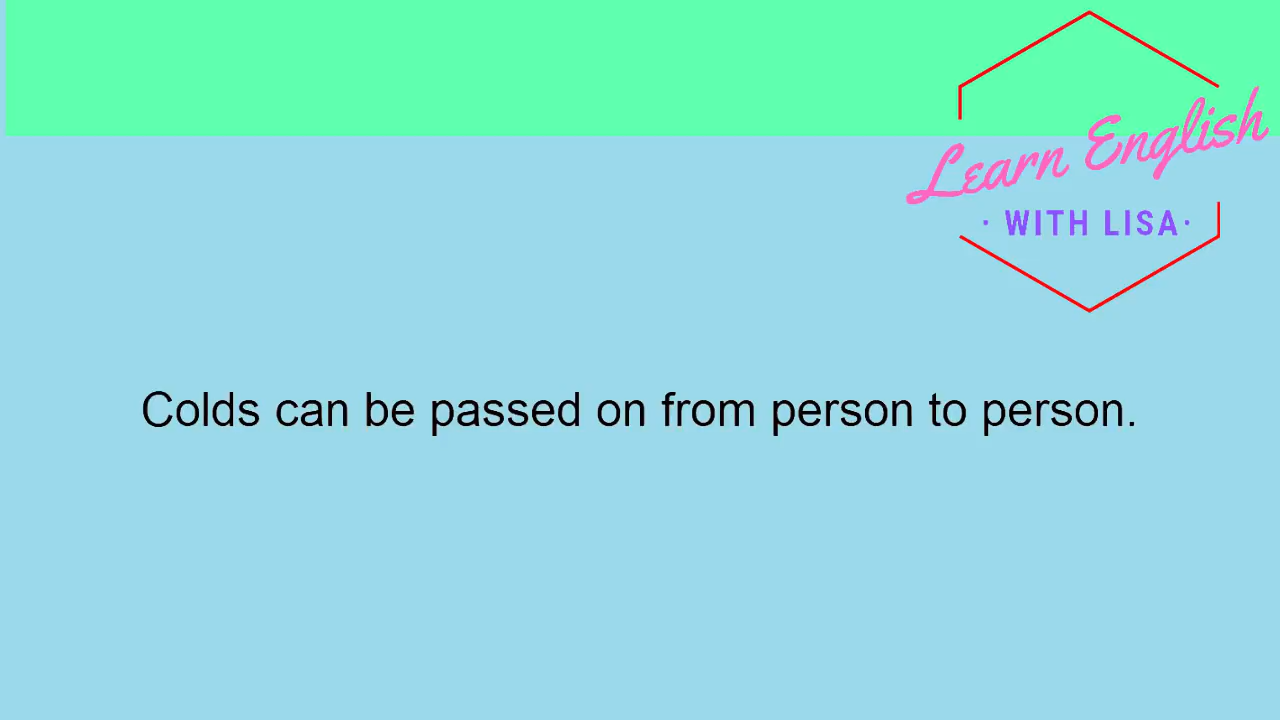 Learn English
· WITH LISA·
Colds can be passed on from person to person.